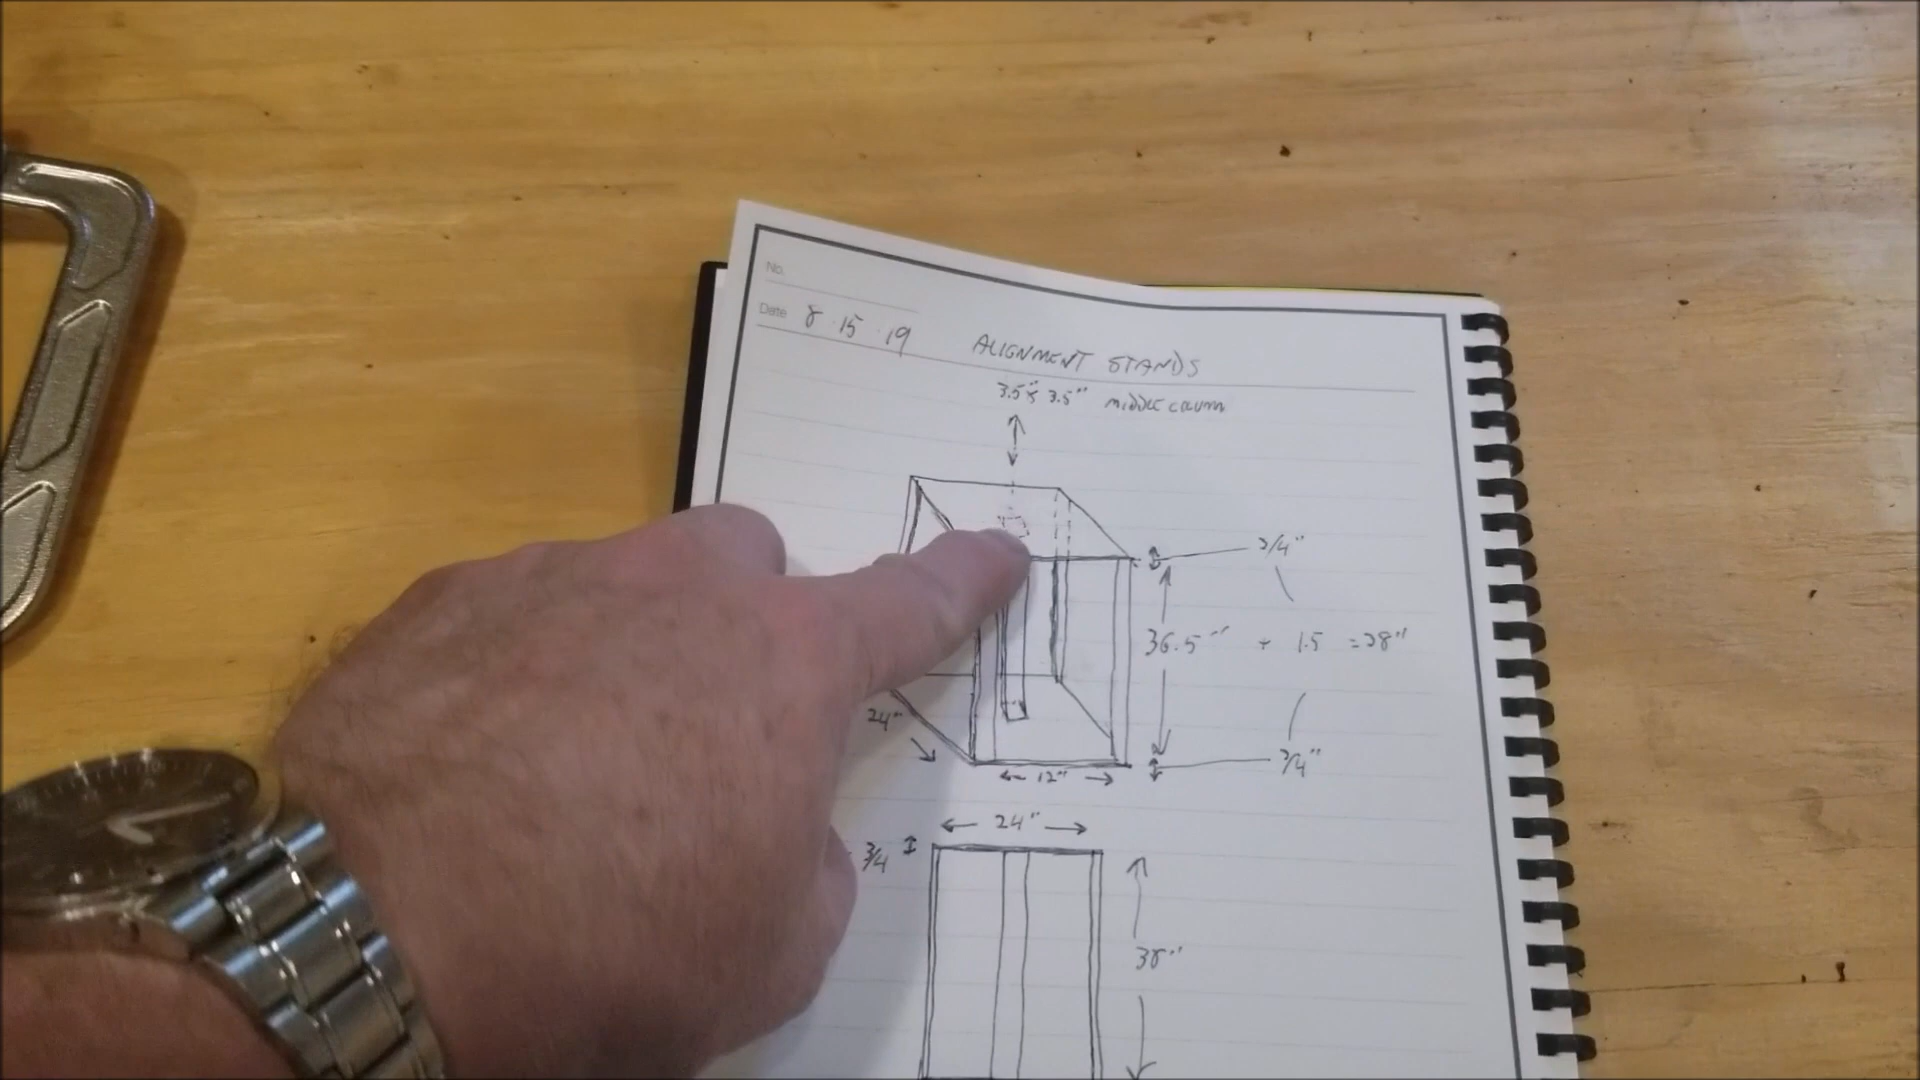 No.
Date 8 · 15 · 19
ALIGNMENT STANDS
3.5" x 3.5" MIDDLE COLUMN
3/4"
36.5" + 1.5 = 38"
24"
3/4"
12"
24"
3/4
38"